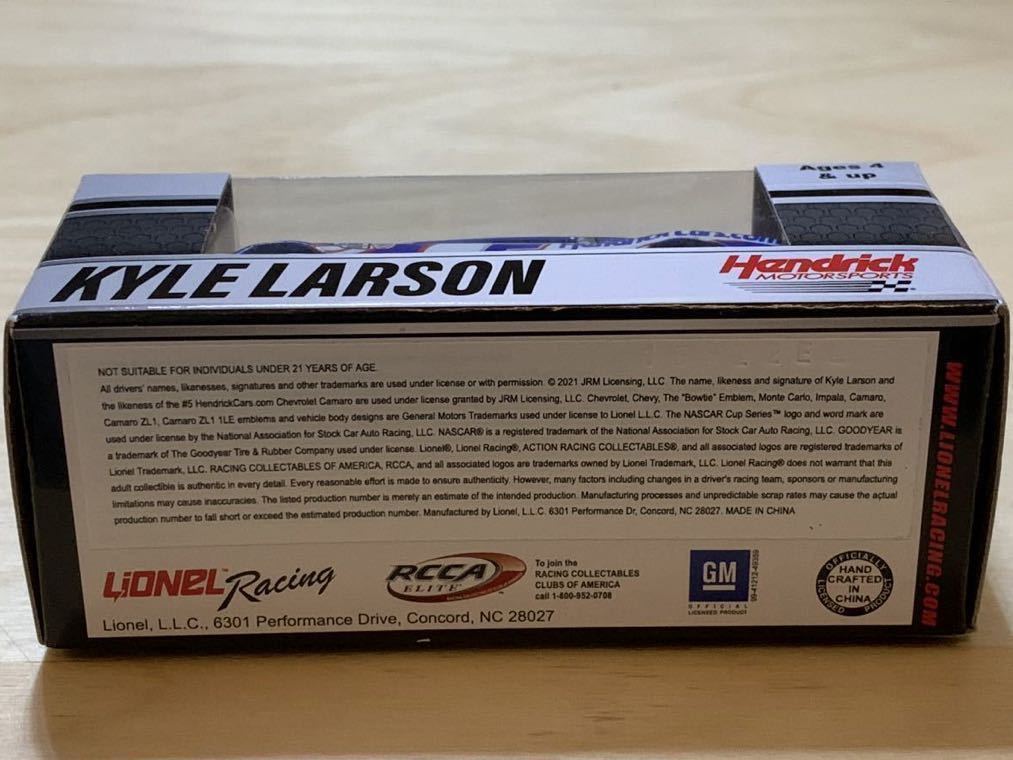 Ages 4
& up
HendrickCars.com
KYLE LARSON
Hendrick
MOTORSPORTS
NOT SUITABLE FOR INDIVIDUALS UNDER 21 YEARS OF AGE.
All drivers' names, likenesses, signatures and other trademarks are used under license or with permission. © 2021 JRM Licensing, LLC. The name, likeness and signature of Kyle Larson and
the likeness of the #5 HendrickCars.com Chevrolet Camaro are used under license granted by JRM Licensing, LLC. Chevrolet, Chevy, The "Bowtie" Emblem, Monte Carlo, Impala, Camaro,
Camaro ZL1, Camaro ZL1 1LE emblems and vehicle body designs are General Motors Trademarks used under license to Lionel L.L.C. The NASCAR Cup Series™ logo and word mark are
used under license by the National Association for Stock Car Auto Racing, LLC. NASCAR® is a registered trademark of the National Association for Stock Car Auto Racing, LLC. GOODYEAR is
a trademark of The Goodyear Tire & Rubber Company used under license. Lionel®, Lionel Racing®, ACTION RACING COLLECTABLES®, and all associated logos are registered trademarks of
Lionel Trademark, LLC. RACING COLLECTABLES OF AMERICA, RCCA, and all associated logos are trademarks owned by Lionel Trademark, LLC. Lionel Racing® does not warrant that this
adult collectible is authentic in every detail. Every reasonable effort is made to ensure authenticity. However, many factors including changes in a driver's racing team, sponsors or manufacturing
limitations may cause inaccuracies. The listed production number is merely an estimate of the intended production. Manufacturing processes and unpredictable scrap rates may cause the actual
production number to fall short or exceed the estimated production number. Manufactured by Lionel, L.L.C. 6301 Performance Dr, Concord, NC 28027. MADE IN CHINA
LIONEL™ Racing
RCCA
ELITE
To join the
RACING COLLECTABLES
CLUBS OF AMERICA
call 1-800-952-0708
GM
OFFICIAL
LICENSED PRODUCT
99-41212-49359
OFFICIALLY
HAND
CRAFTED
IN
CHINA
LICENSED PRODUCT
Lionel, L.L.C., 6301 Performance Drive, Concord, NC 28027
WWW.LIONELRACING.COM